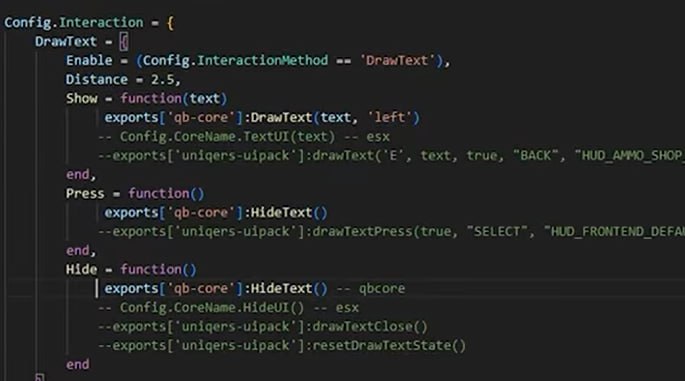 Config.Interaction = {
DrawText = {
Enable = (Config.InteractionMethod == 'DrawText'),
Distance = 2.5,
Show = function(text)
exports['qb-core']:DrawText(text, 'left')
-- Config.CoreName.TextUI(text) -- esx
--exports['uniqers-uipack']:drawText('E', text, true, "BACK", "HUD_AMMO_SHOP_
end,
Press = function()
exports['qb-core']:HideText()
--exports['uniqers-uipack']:drawTextPress(true, "SELECT", "HUD_FRONTEND_DEFA
end,
Hide = function()
exports['qb-core']:HideText() -- qbcore
-- Config.CoreName.HideUI() -- esx
--exports['uniqers-uipack']:drawTextClose()
--exports['uniqers-uipack']:resetDrawTextState()
end